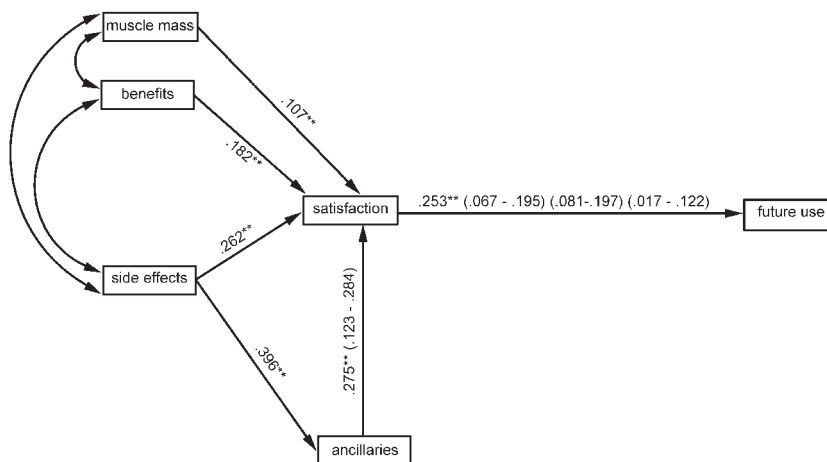 muscle mass
benefits
.107**
.182**
satisfaction
.253** (.067 - .195) (.081-.197) (.017 - .122)
future use
.262**
side effects
.275** (.123 - .284)
.396**
ancillaries